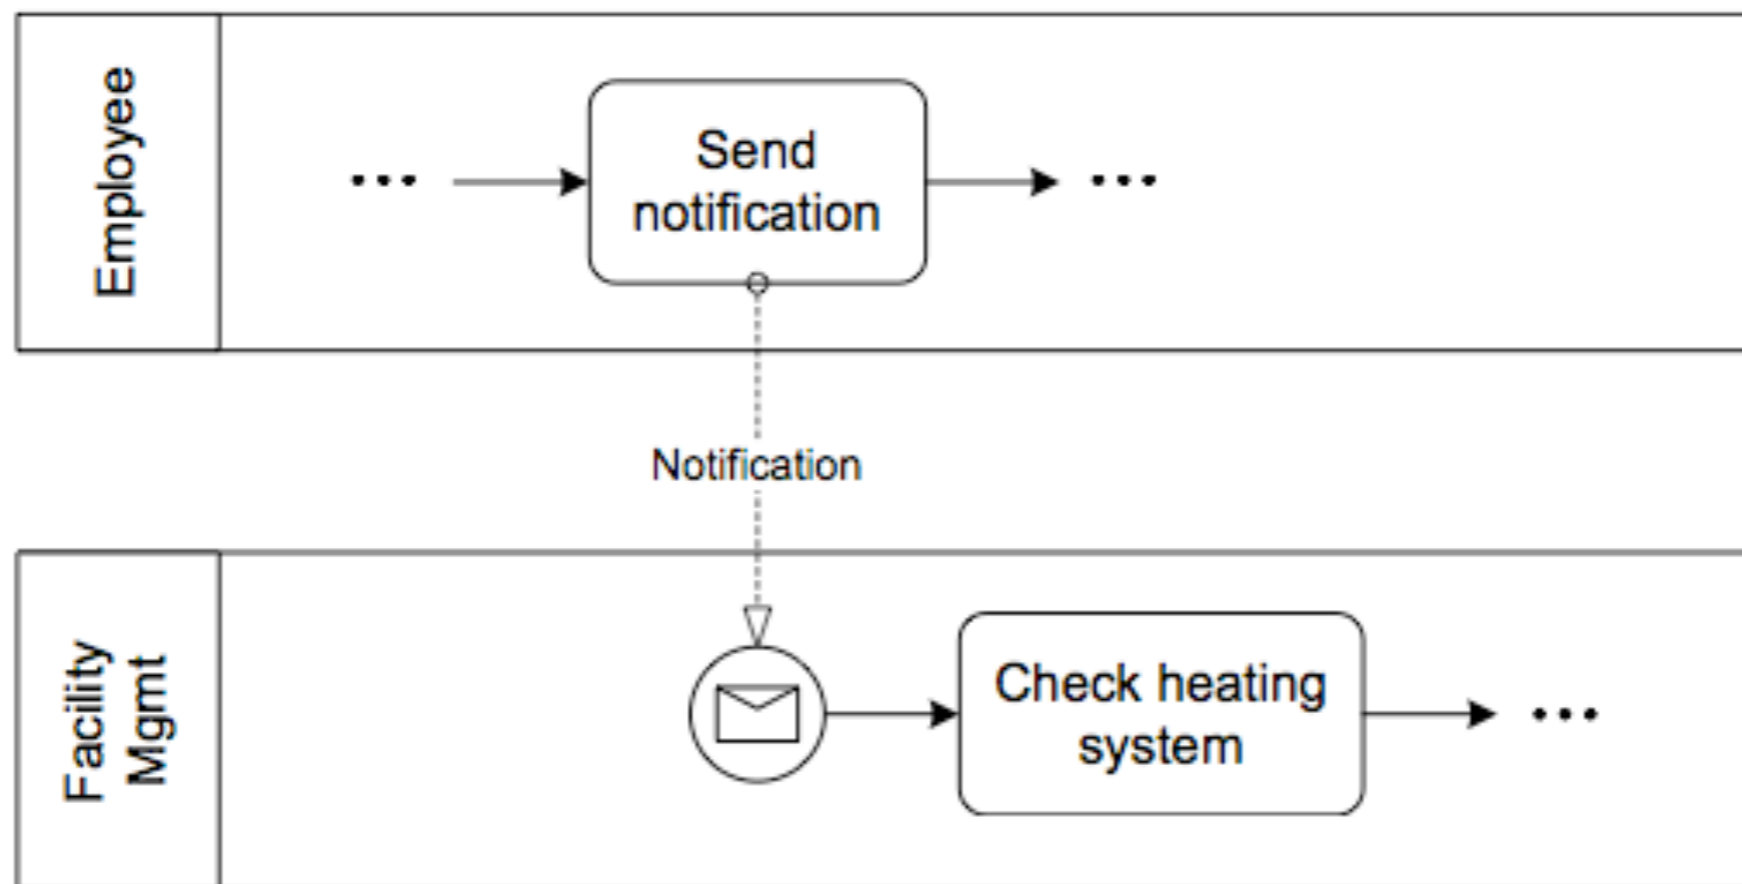 Employee
...
Send
notification
...
Notification
Facility
Mgmt
Check heating
system
...